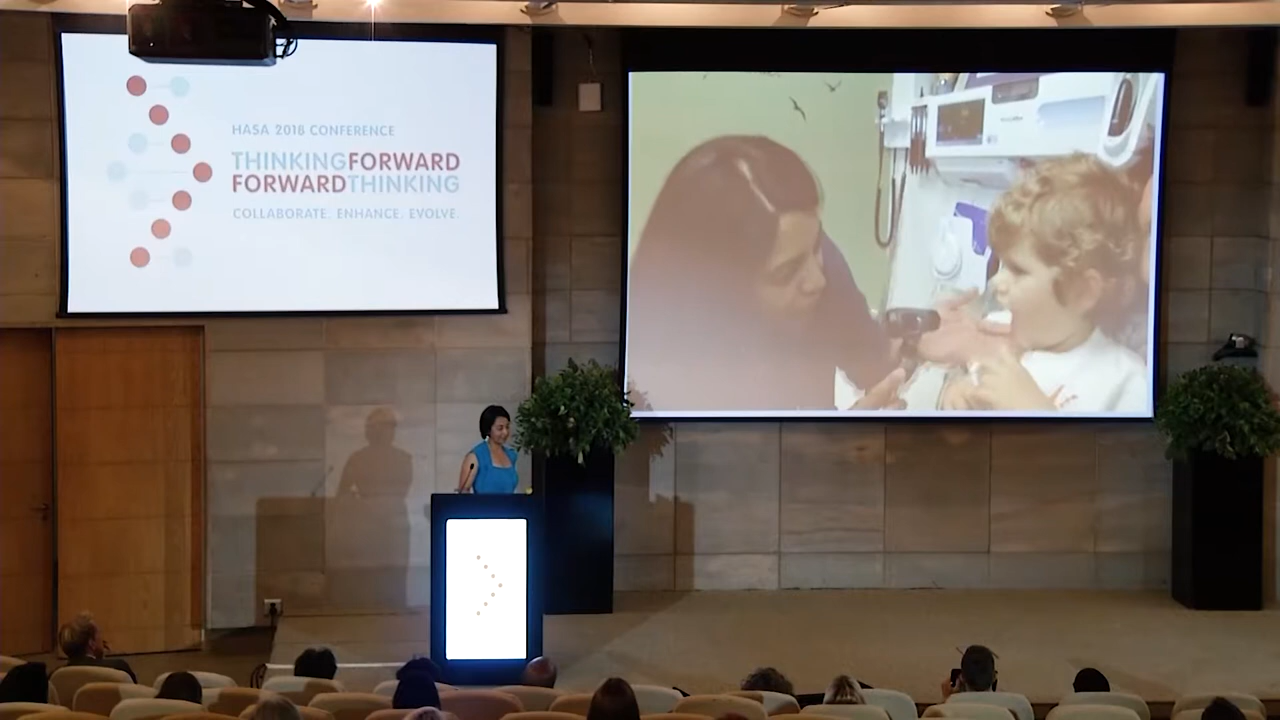 HASA 2018 CONFERENCE
THINKINGFORWARD
FORWARDTHINKING
COLLABORATE. ENHANCE. EVOLVE.